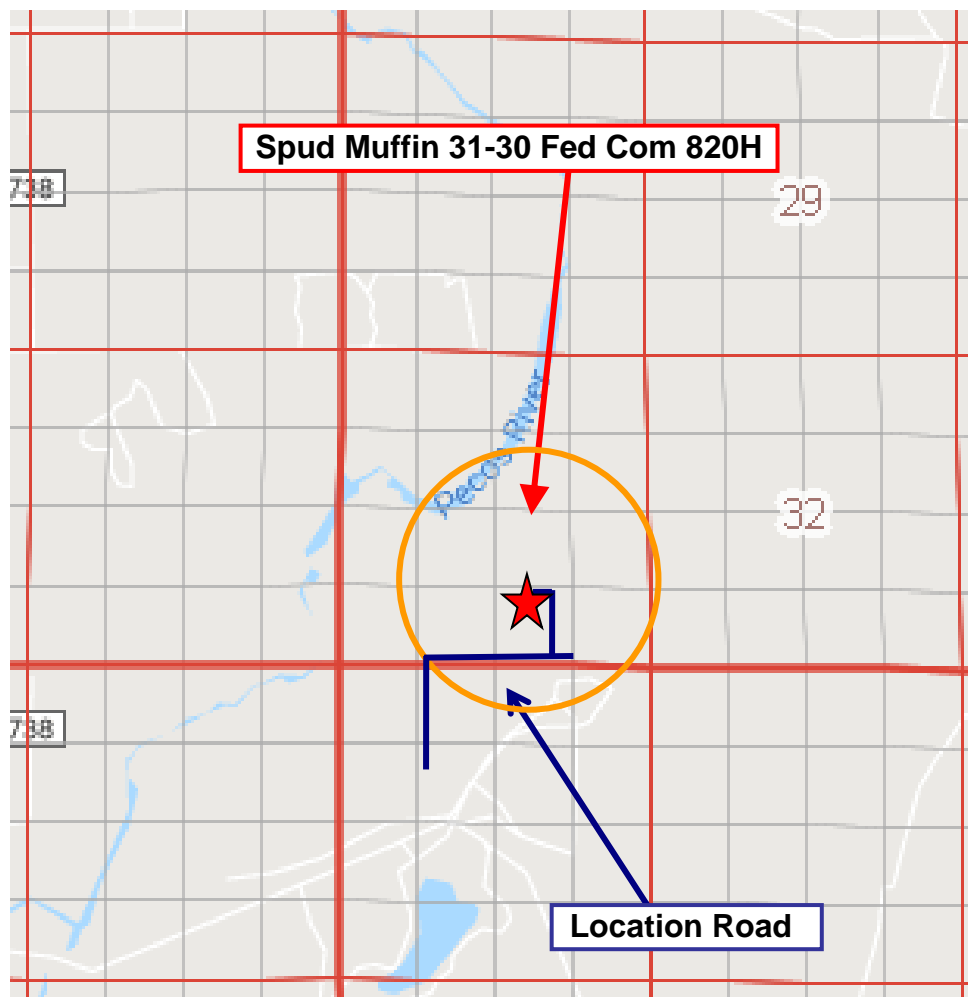 Spud Muffin 31-30 Fed Com 820H
738
29
Pecos River
32
738
Location Road